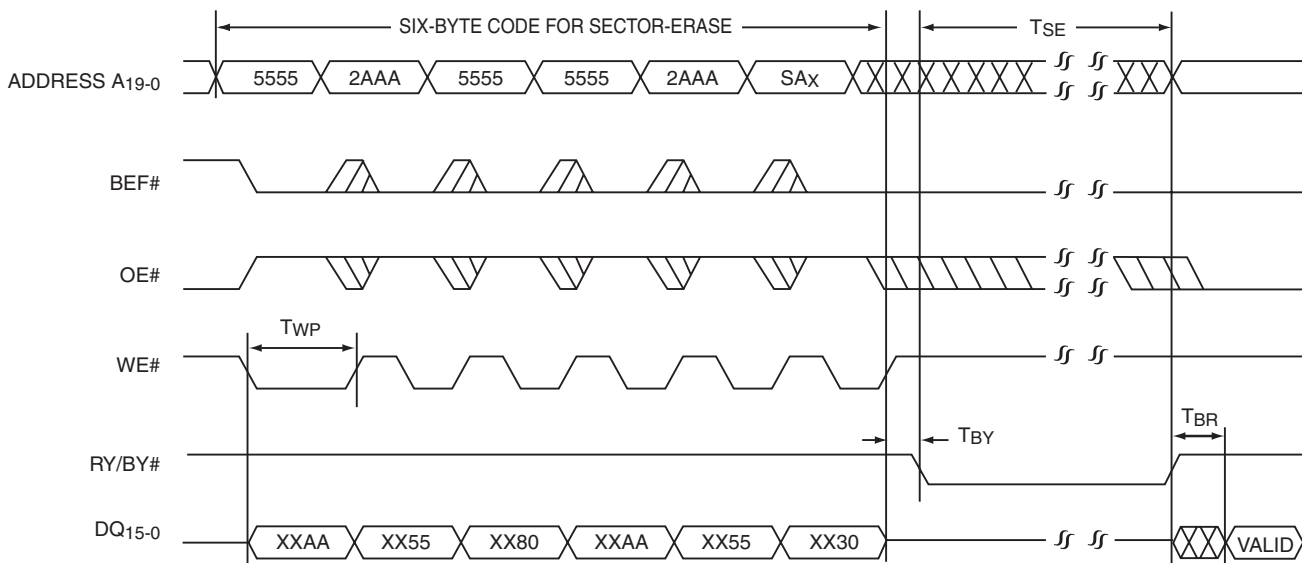 SIX-BYTE CODE FOR SECTOR-ERASE
TSE
ADDRESS A19-0
5555
2AAA
5555
5555
2AAA
SAX
BEF#
OE#
TWP
WE#
TBY
TBR
RY/BY#
DQ15-0
XXAA
XX55
XX80
XXAA
XX55
XX30
VALID